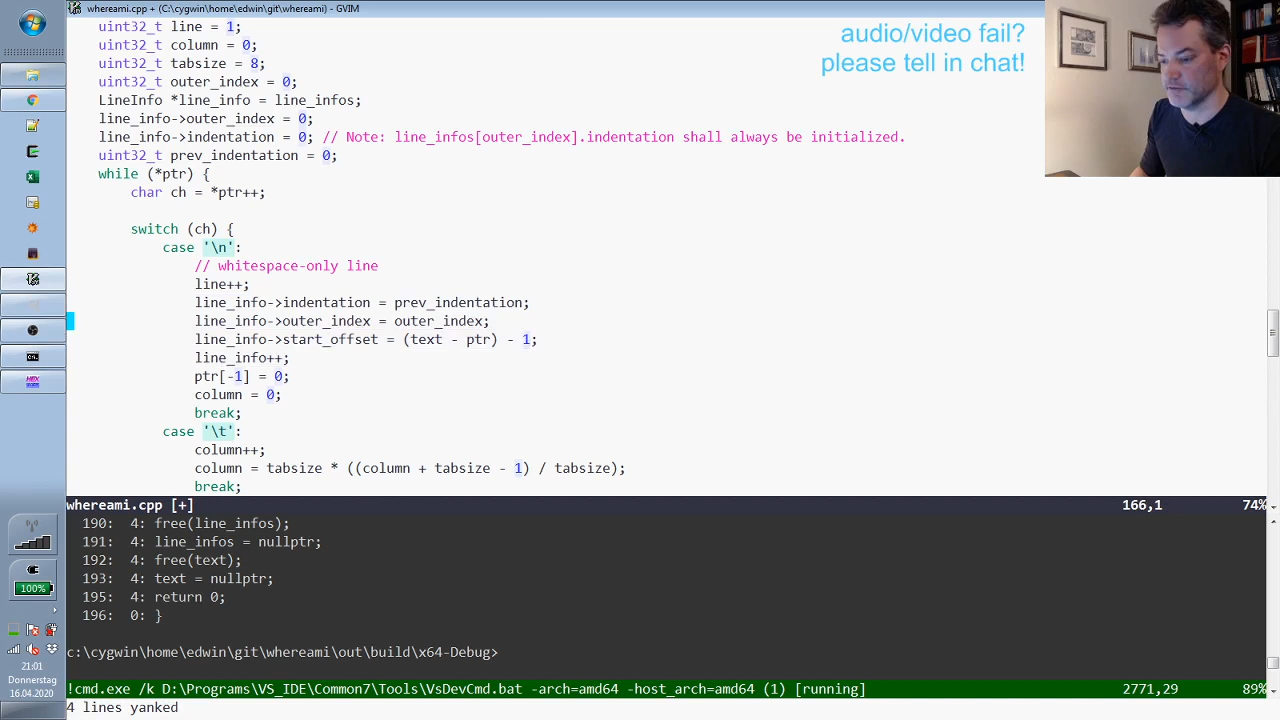 whereami.cpp + (C:\cygwin\home\edwin\git\whereami) - GVIM
audio/video fail?
please tell in chat!
uint32_t line = 1;
uint32_t column = 0;
uint32_t tabsize = 8;
uint32_t outer_index = 0;
LineInfo *line_info = line_infos;
line_info->outer_index = 0;
line_info->indentation = 0; // Note: line_infos[outer_index].indentation shall always be initialized.
uint32_t prev_indentation = 0;
while (*ptr) {
char ch = *ptr++;
switch (ch) {
case '\n':
// whitespace-only line
line++;
line_info->indentation = prev_indentation;
line_info->outer_index = outer_index;
line_info->start_offset = (text - ptr) - 1;
line_info++;
ptr[-1] = 0;
column = 0;
break;
case '\t':
column++;
column = tabsize * ((column + tabsize - 1) / tabsize);
break;
whereami.cpp [+] 166,1 74%
190: 4: free(line_infos);
191: 4: line_infos = nullptr;
192: 4: free(text);
193: 4: text = nullptr;
195: 4: return 0;
196: 0: }
c:\cygwin\home\edwin\git\whereami\out\build\x64-Debug>
!cmd.exe /k D:\Programs\VS_IDE\Common7\Tools\VsDevCmd.bat -arch=amd64 -host_arch=amd64 (1) [running] 2771,29 89%
4 lines yanked
100%
21:01
Donnerstag
16.04.2020
HEX